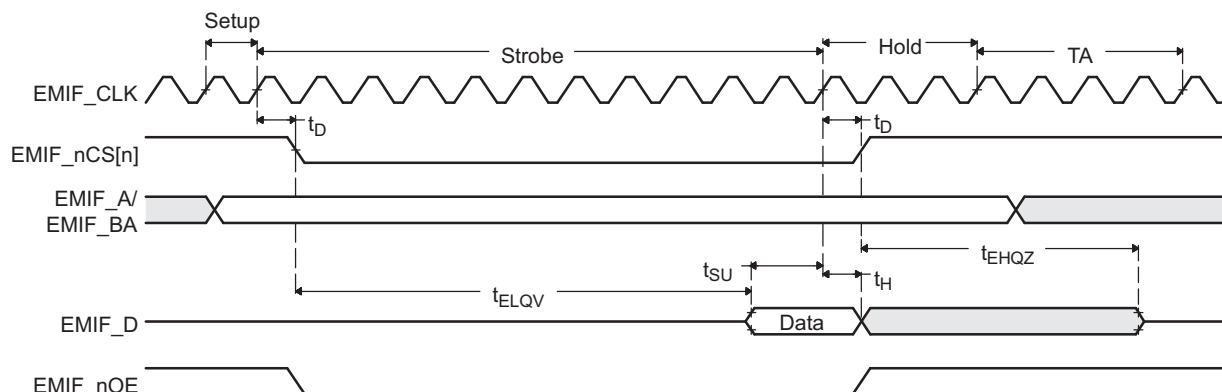 Setup
Strobe
Hold
TA
EMIF_CLK
tD
tD
EMIF_nCS[n]
EMIF_A/
EMIF_BA
tEHQZ
tSU
tH
tELQV
EMIF_D
Data
EMIF_nOE